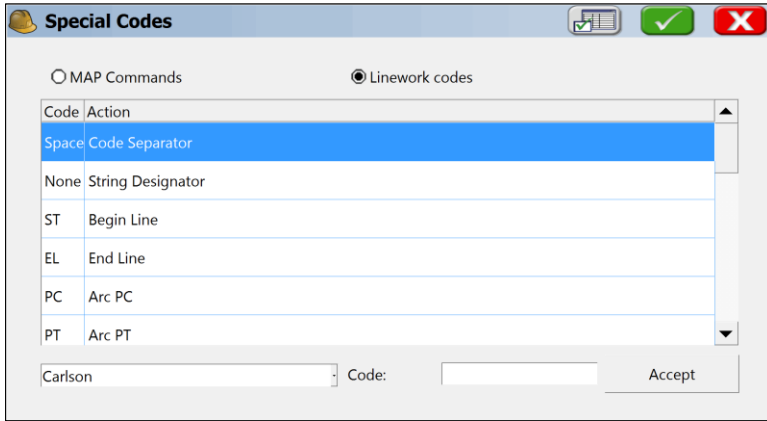 Special Codes
MAP Commands Linework codes
Code Action
Space Code Separator
None String Designator
ST Begin Line
EL End Line
PC Arc PC
PT Arc PT
Carlson Code: Accept